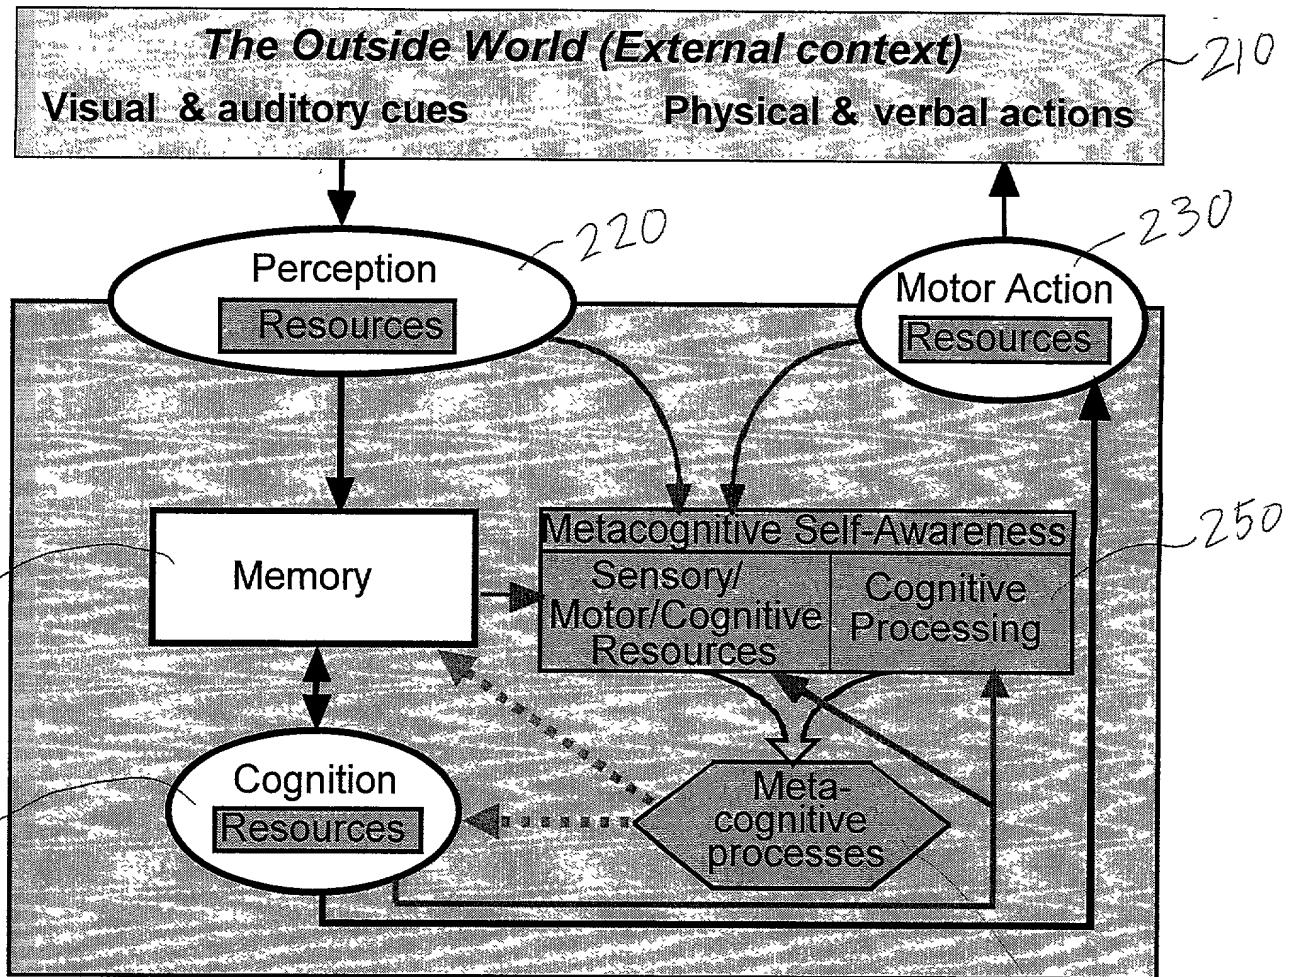 The Outside World (External context)
210
Visual & auditory cues
Physical & verbal actions
220
230
Perception
Resources
Motor Action
Resources
250
Metacognitive Self-Awareness
Memory
Sensory/
Motor/Cognitive
Resources
Cognitive
Processing
Cognition
Resources
Meta-
cognitive
processes